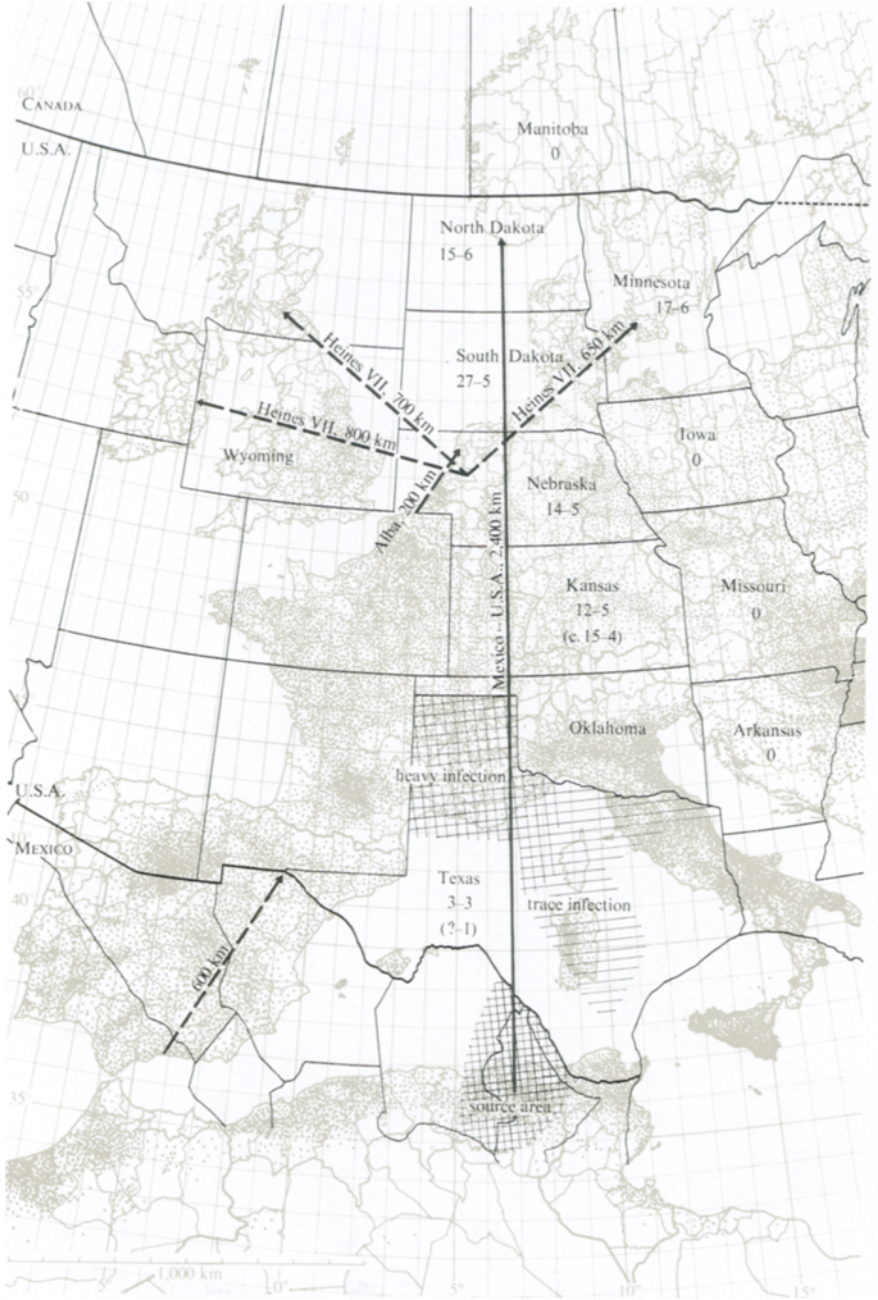 60°
CANADA
U.S.A.
Manitoba
0
North Dakota
15–6
55°
Minnesota
17–6
South Dakota
27–5
Heines VII, 700 km
Heines VII, 650 km
Heines VII, 800 km
Wyoming
Iowa
0
50
Alba, 200 km
Nebraska
14–5
Mexico – U.S.A., 2,400 km
Kansas
12–5
(c. 15–4)
Missouri
0
Oklahoma
Arkansas
0
heavy infection
U.S.A.
MEXICO
40
Texas
3–3
(?–1)
trace infection
600 km
35
source area
1,000 km
5°
0°
5°
10°
15°